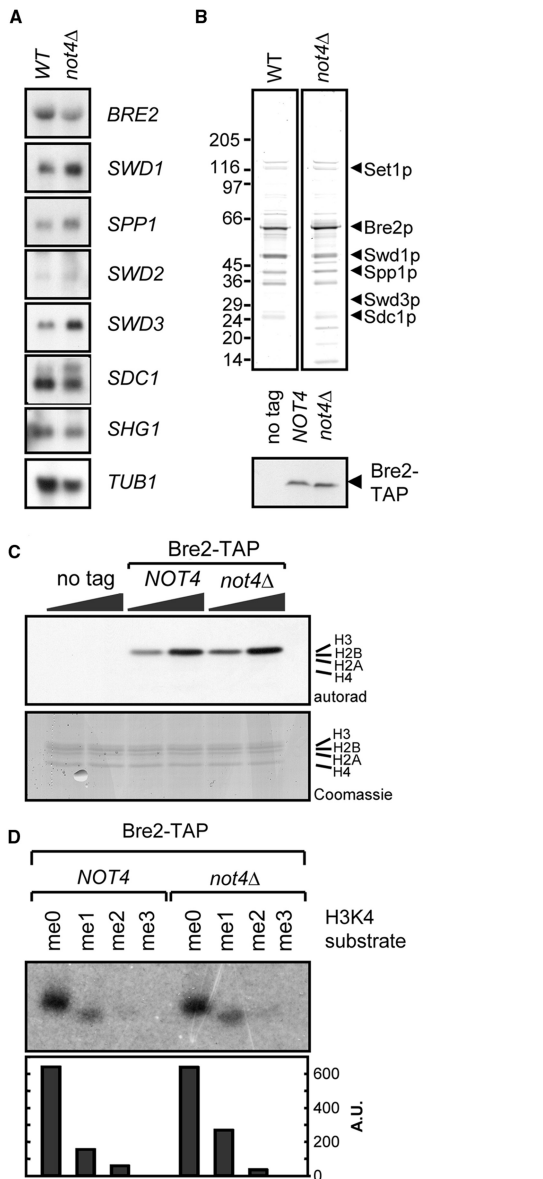 A
WT
not4Δ
BRE2
SWD1
SPP1
SWD2
SWD3
SDC1
SHG1
TUB1
B
WT
not4Δ
205
116
97
66
45
36
29
24
20
14
Set1p
Bre2p
Swd1p
Spp1p
Swd3p
Sdc1p
no tag
NOT4
not4Δ
Bre2-
TAP
C
Bre2-TAP
no tag
NOT4
not4Δ
H3
H2B
H2A
H4
autorad
H3
H2B
H2A
H4
Coomassie
D
Bre2-TAP
NOT4
not4Δ
me0
me1
me2
me3
me0
me1
me2
me3
H3K4
substrate
600
400
200
0
A.U.